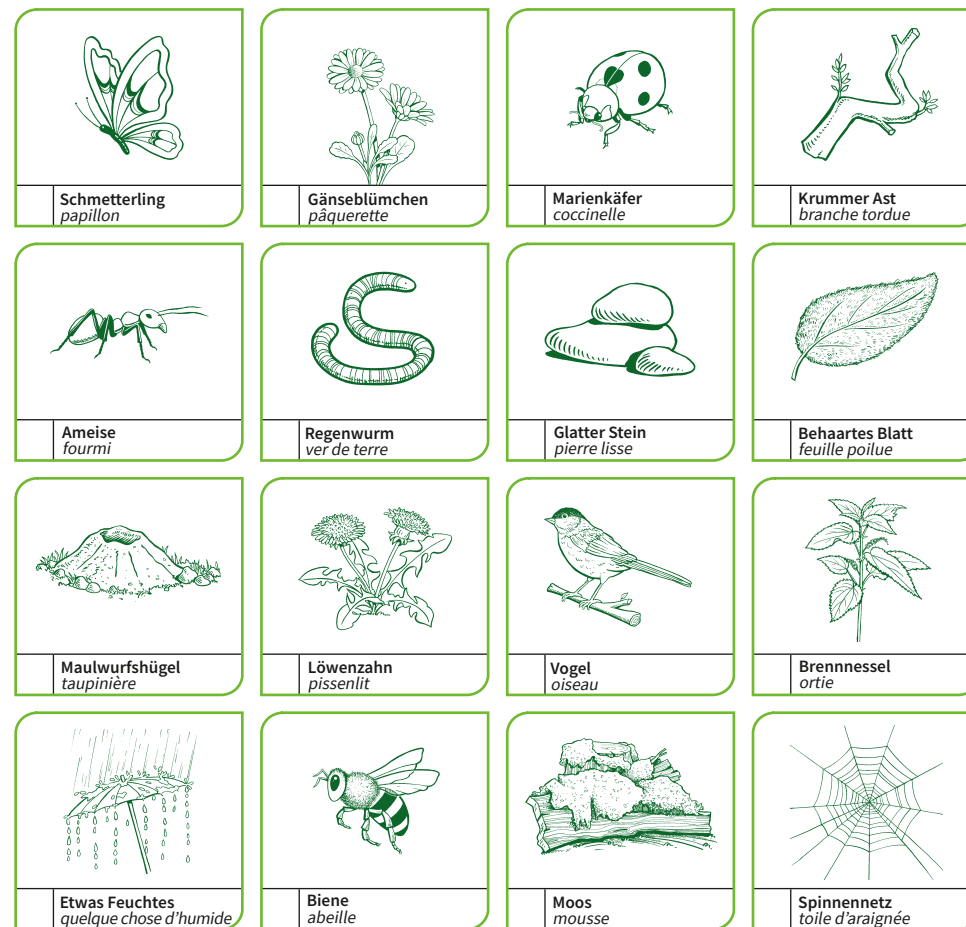 Schmetterling
papillon
Gänseblümchen
pâquerette
Marienkäfer
coccinelle
Krummer Ast
branche tordue
Ameise
fourmi
Regenwurm
ver de terre
Glatter Stein
pierre lisse
Behaartes Blatt
feuille poilue
Maulwurfshügel
taupinière
Löwenzahn
pissenlit
Vogel
oiseau
Brennnessel
ortie
Etwas Feuchtes
quelque chose d'humide
Biene
abeille
Moos
mousse
Spinnennetz
toile d'araignée